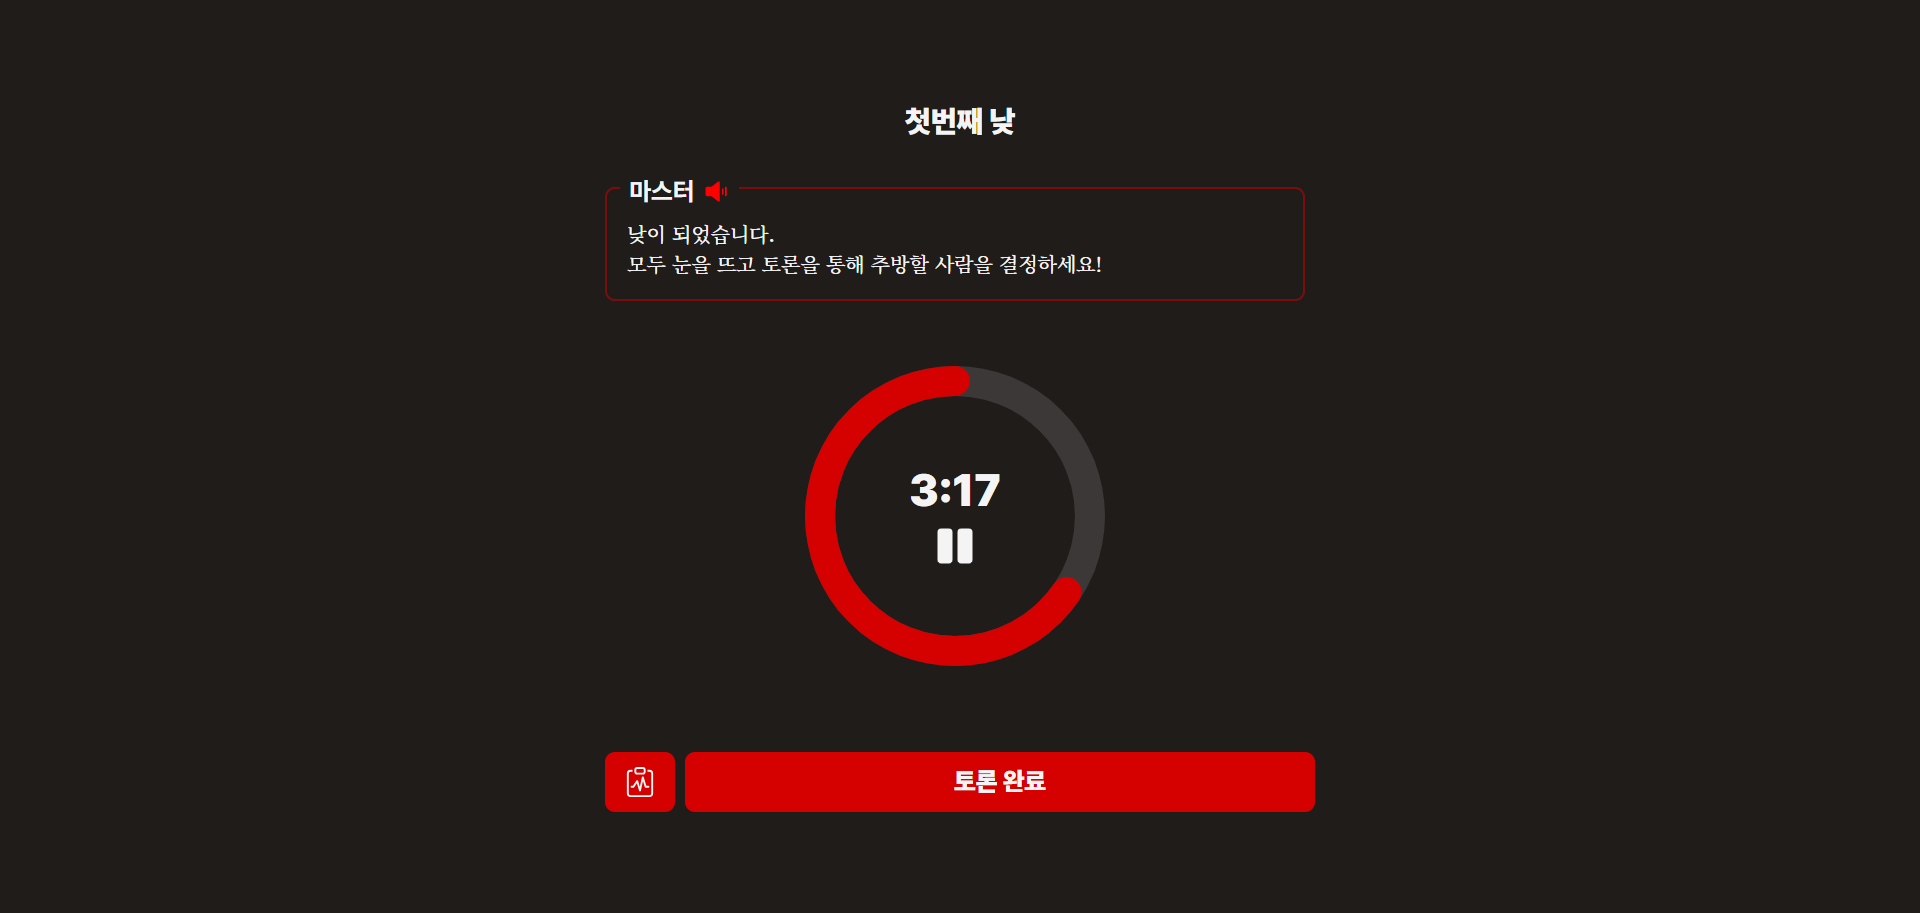 첫번째 낮
마스터
낮이 되었습니다.
모두 눈을 뜨고 토론을 통해 추방할 사람을 결정하세요!
3:17
토론 완료